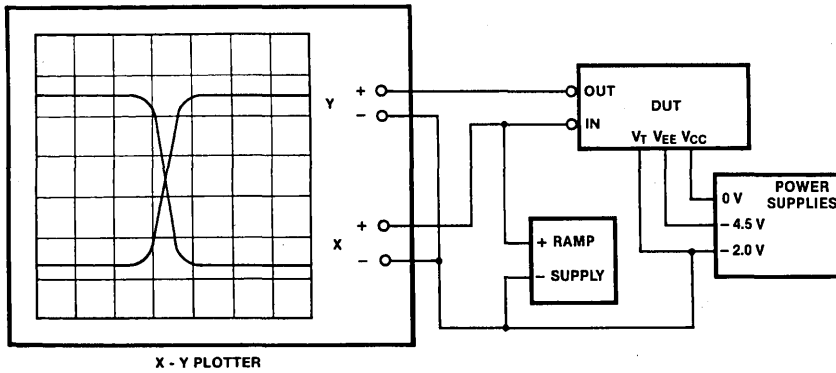 Y
+
−
X
+
−
OUT
IN
DUT
VT VEE VCC
POWER
SUPPLIES
0 V
− 4.5 V
− 2.0 V
+ RAMP
− SUPPLY
X - Y PLOTTER